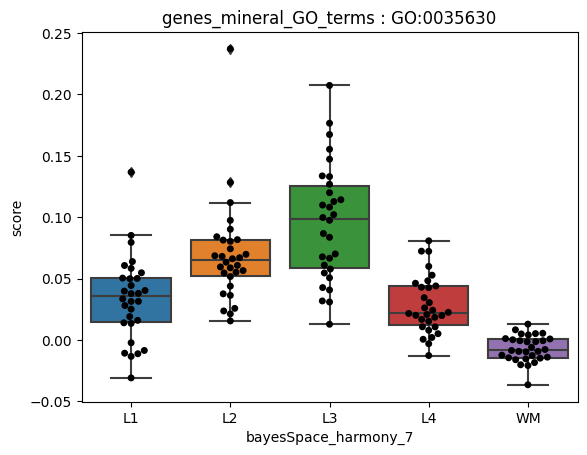 genes_mineral_GO_terms : GO:0035630
0.25
0.20
0.15
0.10
0.05
0.00
−0.05
score
L1 L2 L3 L4 WM
bayesSpace_harmony_7